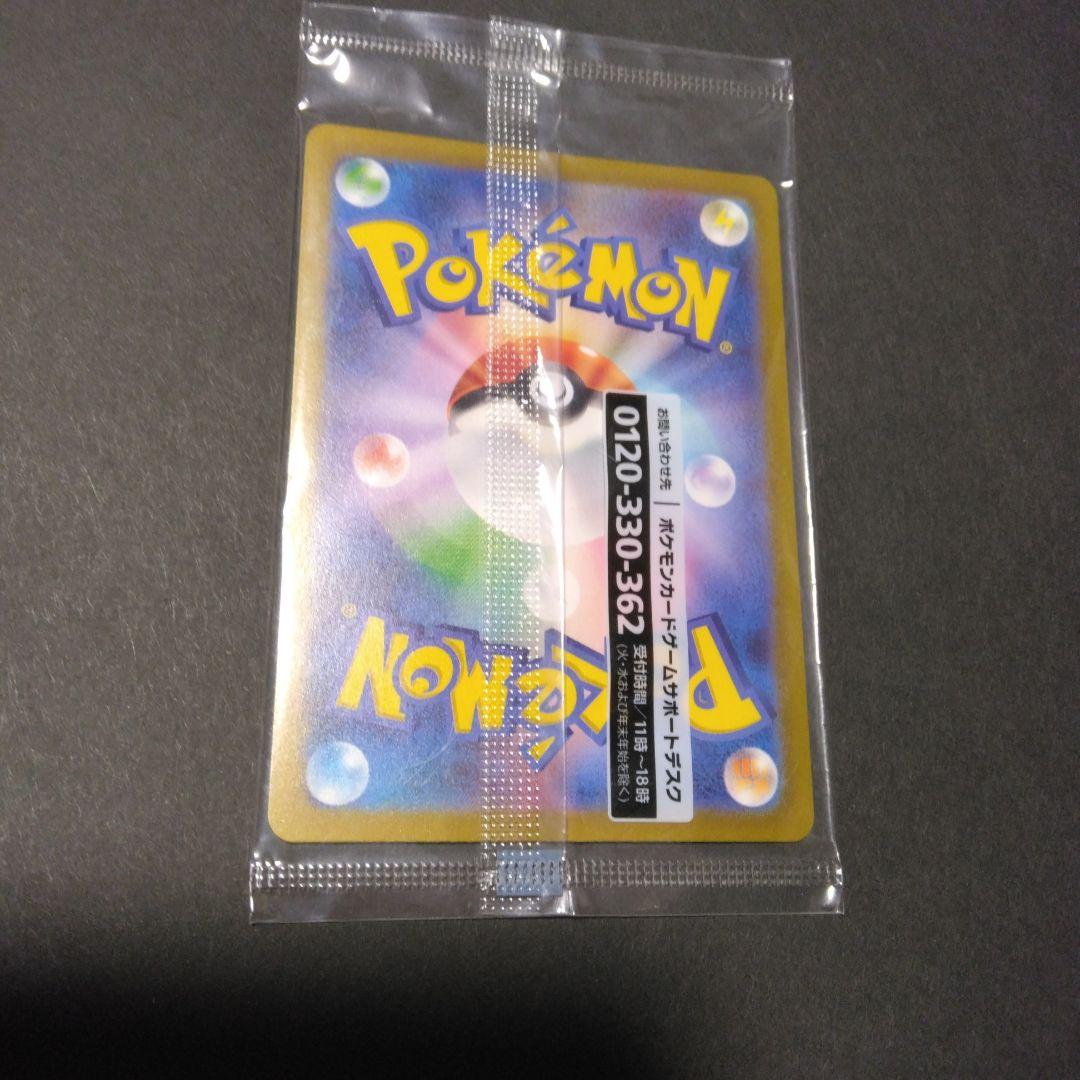 POKéMON
®
お問い合わせ先｜ポケモンカードゲームサポートデスク
0120-330-362 受付時間／11時～18時
(火・水および年末年始を除く)
POKéMON
®